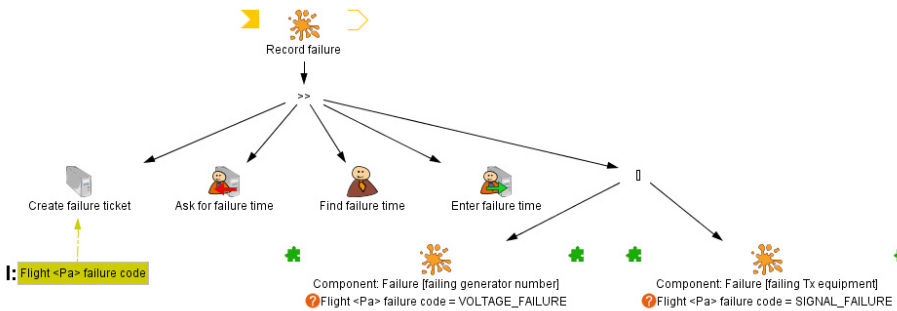 Record failure
>>
Create failure ticket
Ask for failure time
Find failure time
Enter failure time
[]
I:
Flight <Pa> failure code
Component: Failure [failing generator number]
?Flight <Pa> failure code = VOLTAGE_FAILURE
Component: Failure [failing Tx equipment]
?Flight <Pa> failure code = SIGNAL_FAILURE